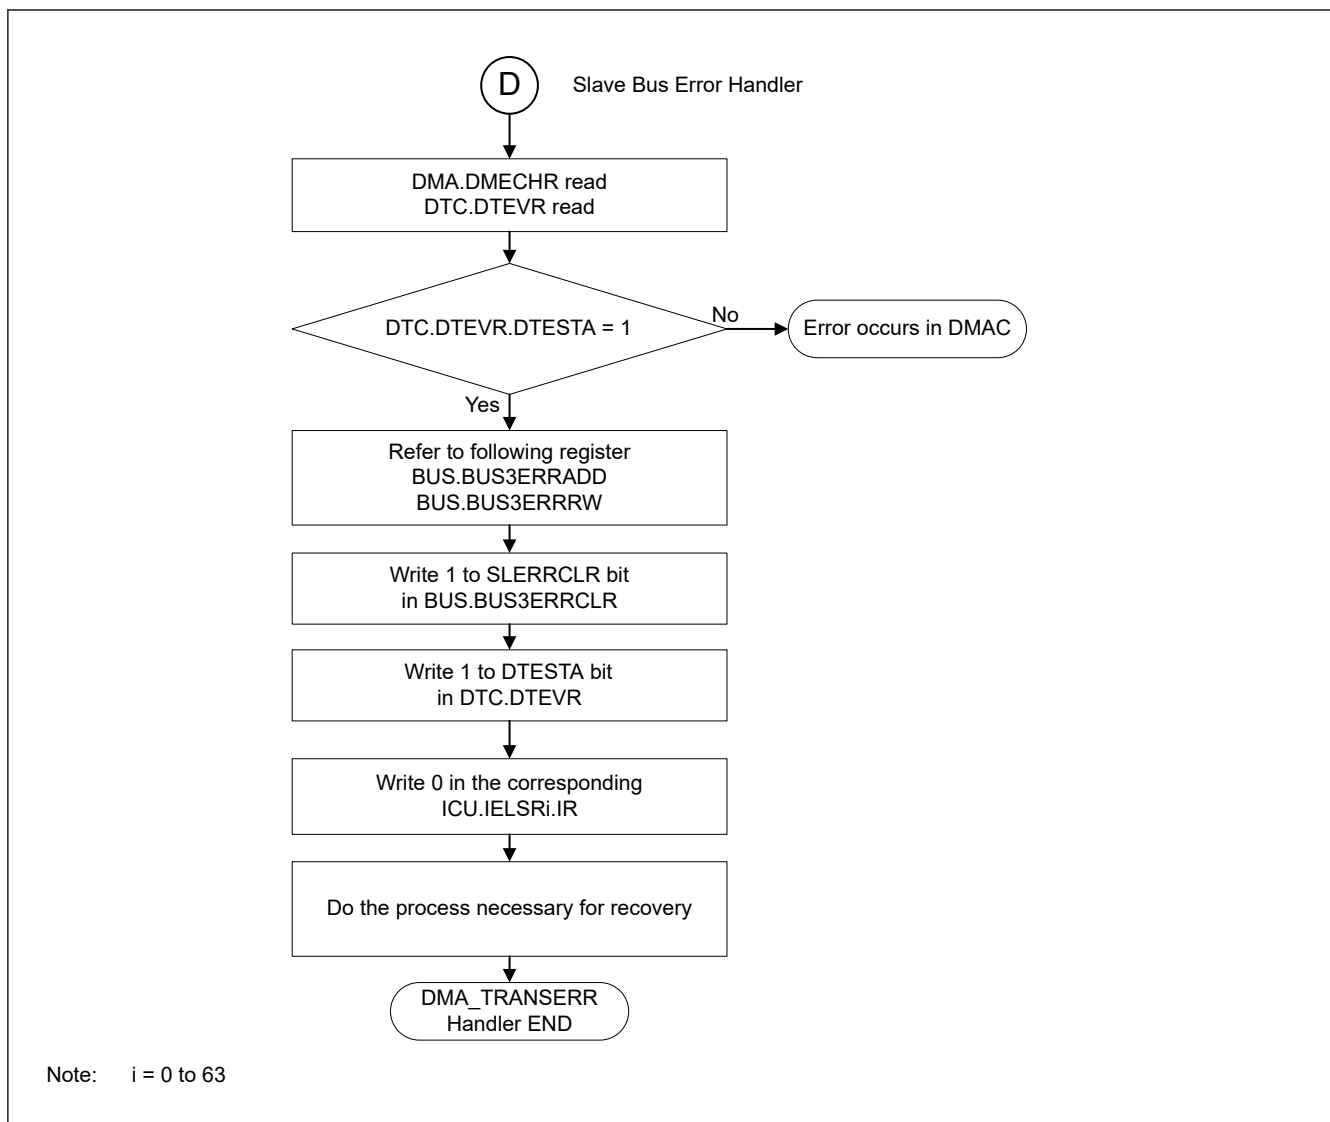 D
Slave Bus Error Handler
DMA.DMECHR read
DTC.DTEVR read
DTC.DTEVR.DTESTA = 1
No
Error occurs in DMAC
Yes
Refer to following register
BUS.BUS3ERRADD
BUS.BUS3ERRRW
Write 1 to SLERRCLR bit
in BUS.BUS3ERRCLR
Write 1 to DTESTA bit
in DTC.DTEVR
Write 0 in the corresponding
ICU.IELSRi.IR
Do the process necessary for recovery
DMA_TRANSERR
Handler END
Note: i = 0 to 63